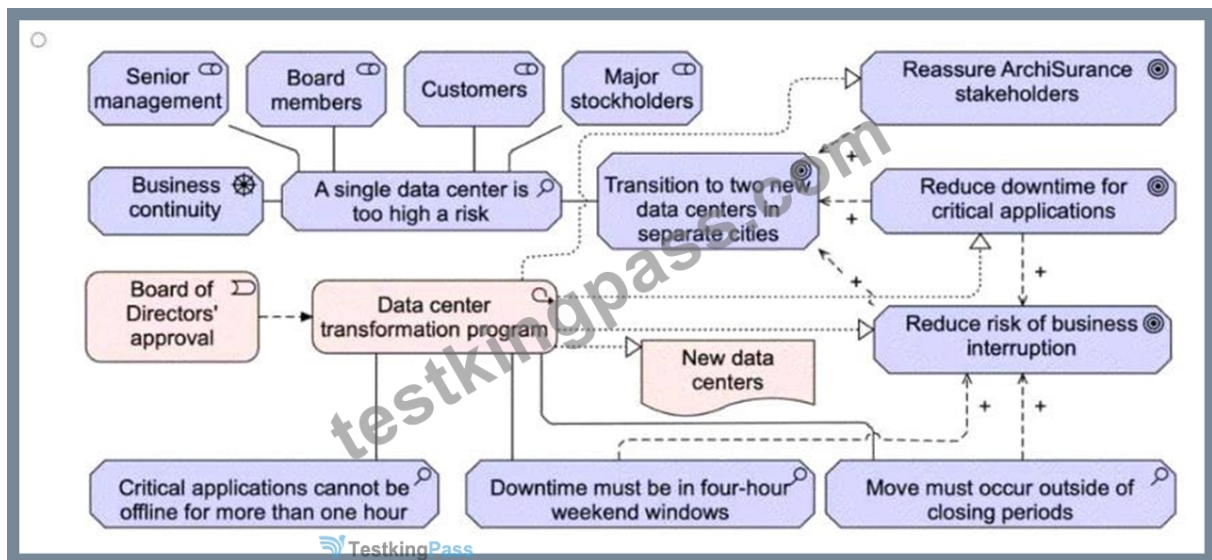 Senior
management
Board
members
Customers
Major
stockholders
Reassure ArchiSurance
stakeholders
Business
continuity
A single data center is
too high a risk
Transition to two new
data centers in
separate cities
Reduce downtime for
critical applications
+
+
+
+
Board of
Directors'
approval
Data center
transformation program
New data
centers
Reduce risk of business
interruption
+
+
Critical applications cannot be
offline for more than one hour
Downtime must be in four-hour
weekend windows
Move must occur outside of
closing periods
testkingpass.com
TestkingPass